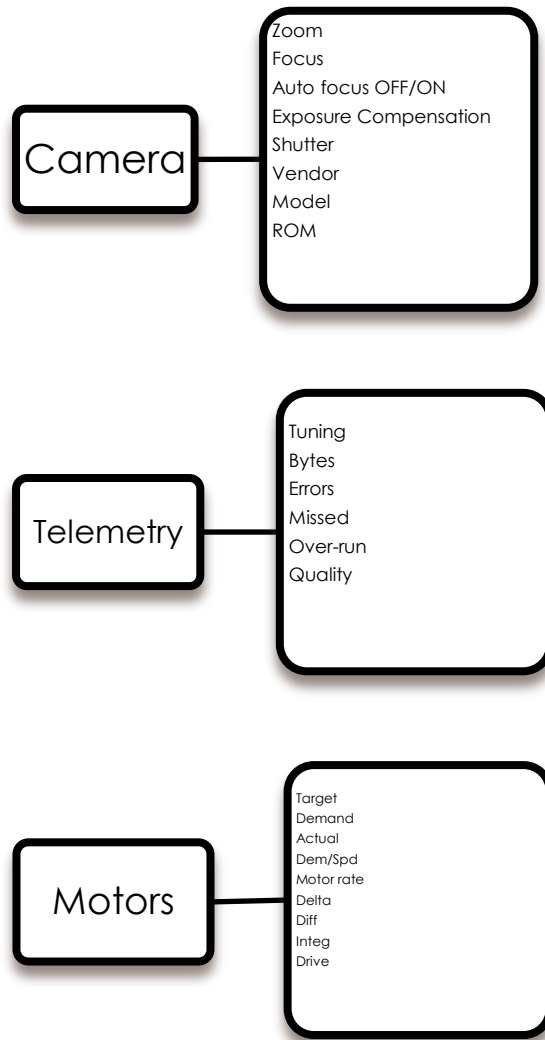 Camera
Zoom
Focus
Auto focus OFF/ON
Exposure Compensation
Shutter
Vendor
Model
ROM
Telemetry
Tuning
Bytes
Errors
Missed
Over-run
Quality
Motors
Target
Demand
Actual
Dem/Spd
Motor rate
Delta
Diff
Integ
Drive